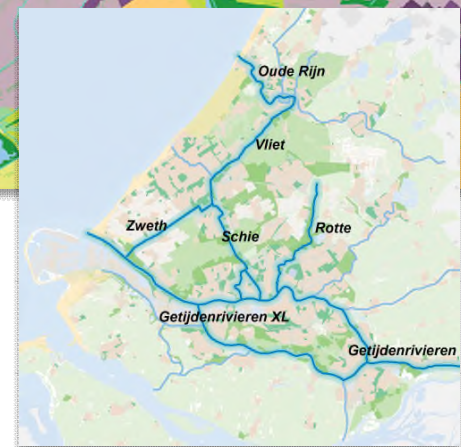 Oude Rijn
Vliet
Zweth
Schie
Rotte
Getijdenrivieren XL
Getijdenrivieren